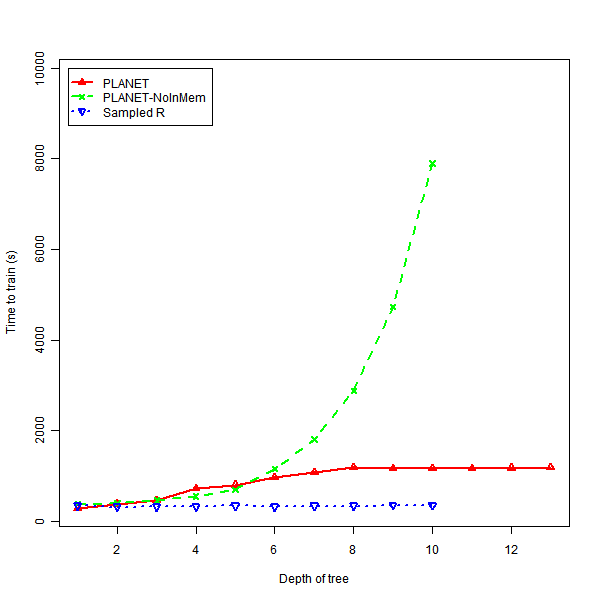 PLANET
PLANET-NoInMem
Sampled R
10000
8000
6000
4000
2000
0
Time to train (s)
2 4 6 8 10 12
Depth of tree